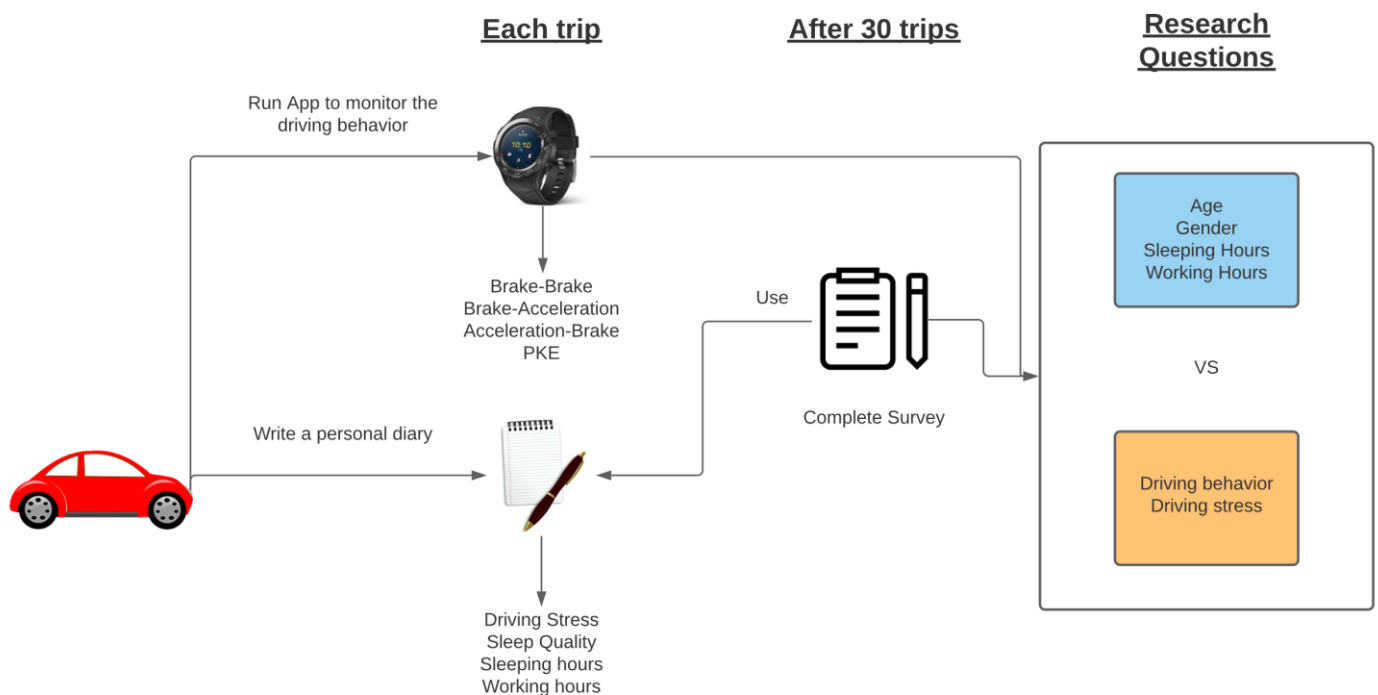 Each trip
After 30 trips
Research
Questions
Run App to monitor the
driving behavior
10:10
Brake-Brake
Brake-Acceleration
Acceleration-Brake
PKE
Age
Gender
Sleeping Hours
Working Hours
Use
VS
Complete Survey
Write a personal diary
Driving behavior
Driving stress
Driving Stress
Sleep Quality
Sleeping hours
Working hours